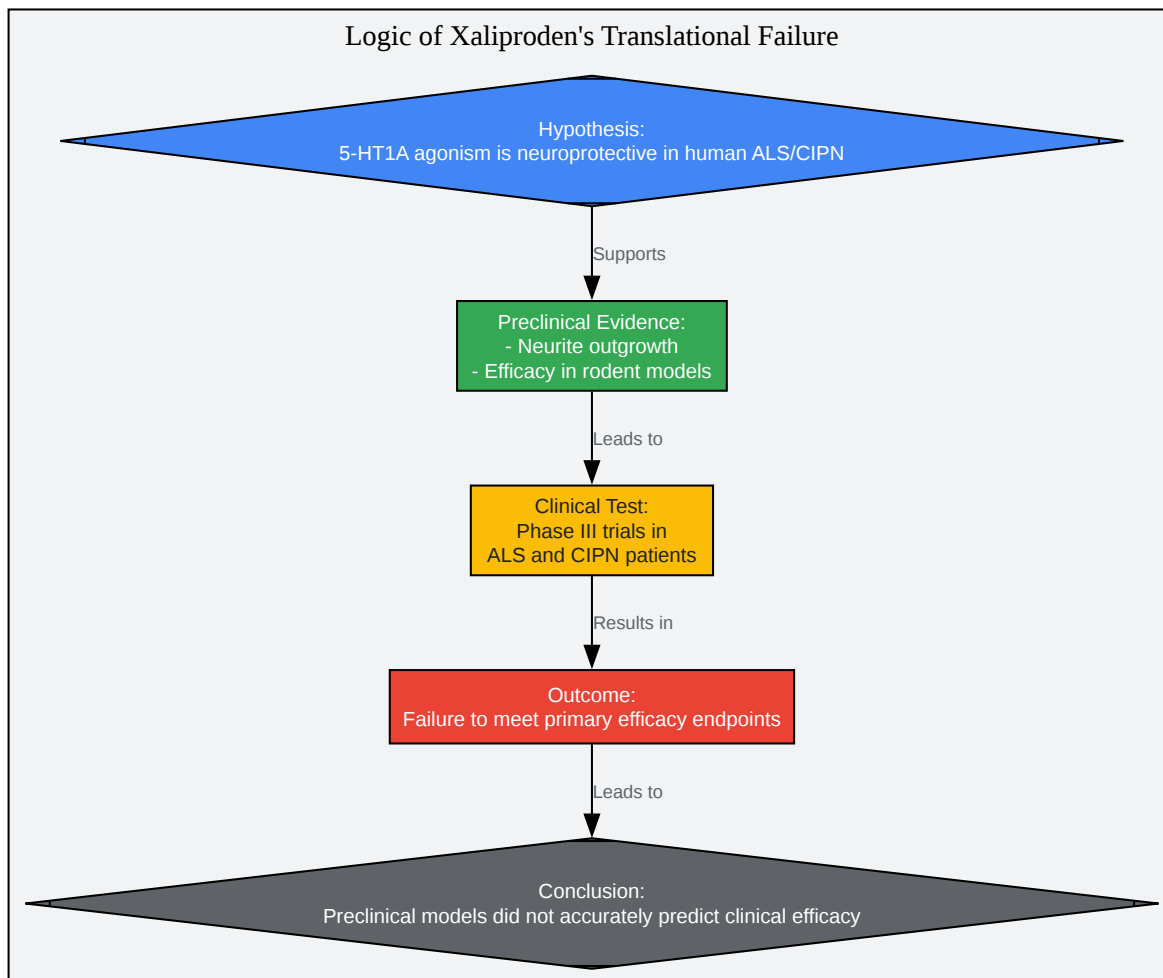 Logic of Xaliproden's Translational Failure
Hypothesis:
5-HT1A agonism is neuroprotective in human ALS/CIPN
Supports
Preclinical Evidence:
- Neurite outgrowth
- Efficacy in rodent models
Leads to
Clinical Test:
Phase III trials in
ALS and CIPN patients
Results in
Outcome:
Failure to meet primary efficacy endpoints
Leads to
Conclusion:
Preclinical models did not accurately predict clinical efficacy